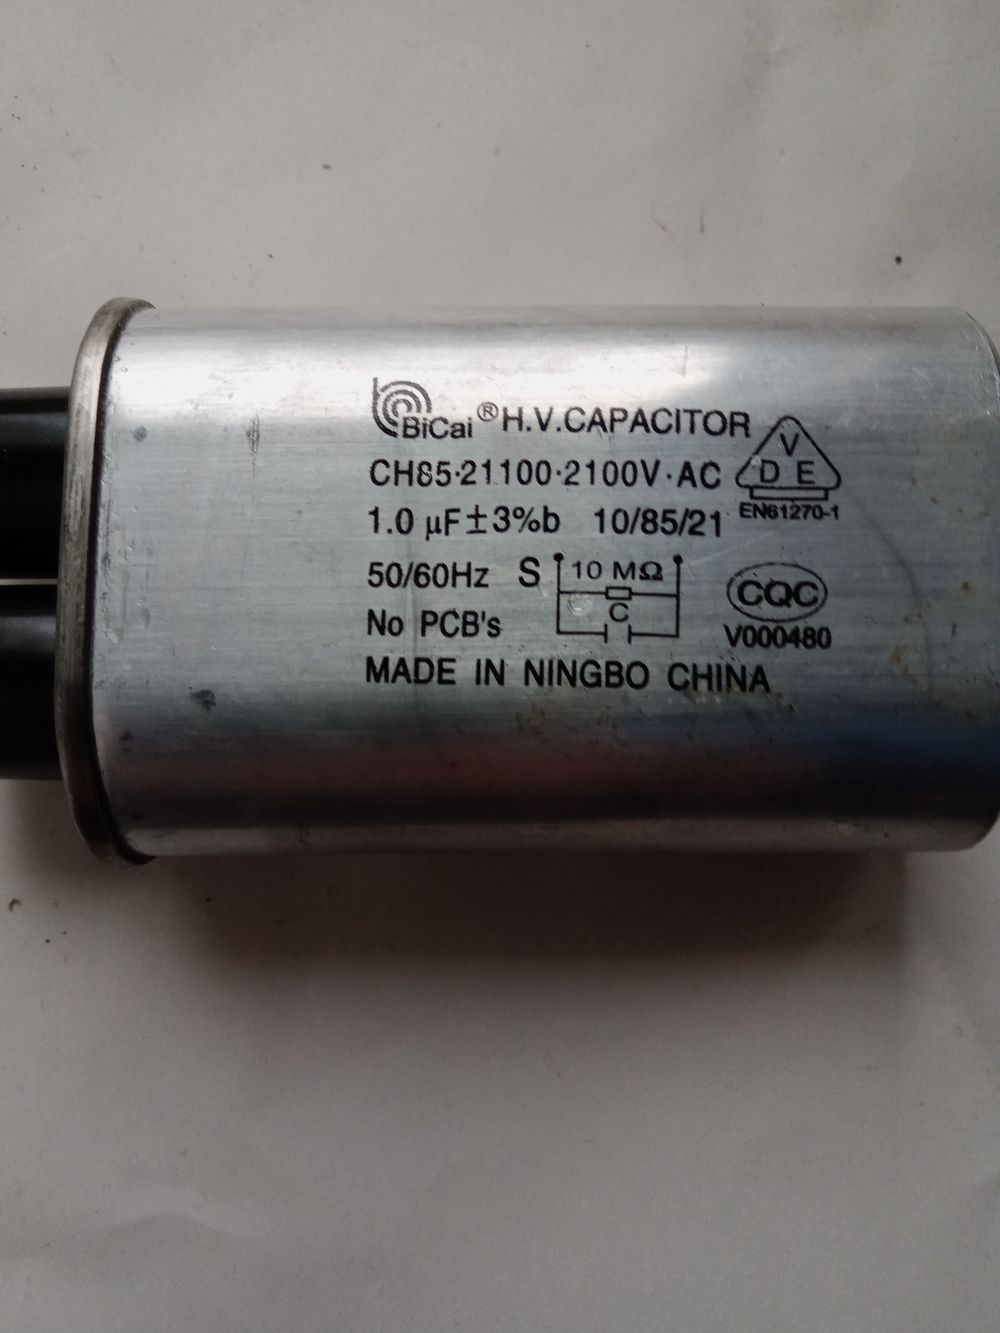 BiCai ® H.V.CAPACITOR
CH85·21100·2100V·AC
VDE
EN61270-1
1.0 μF±3%b 10/85/21
50/60Hz S 10 MΩ
C
No PCB's
CQC
V000480
MADE IN NINGBO CHINA